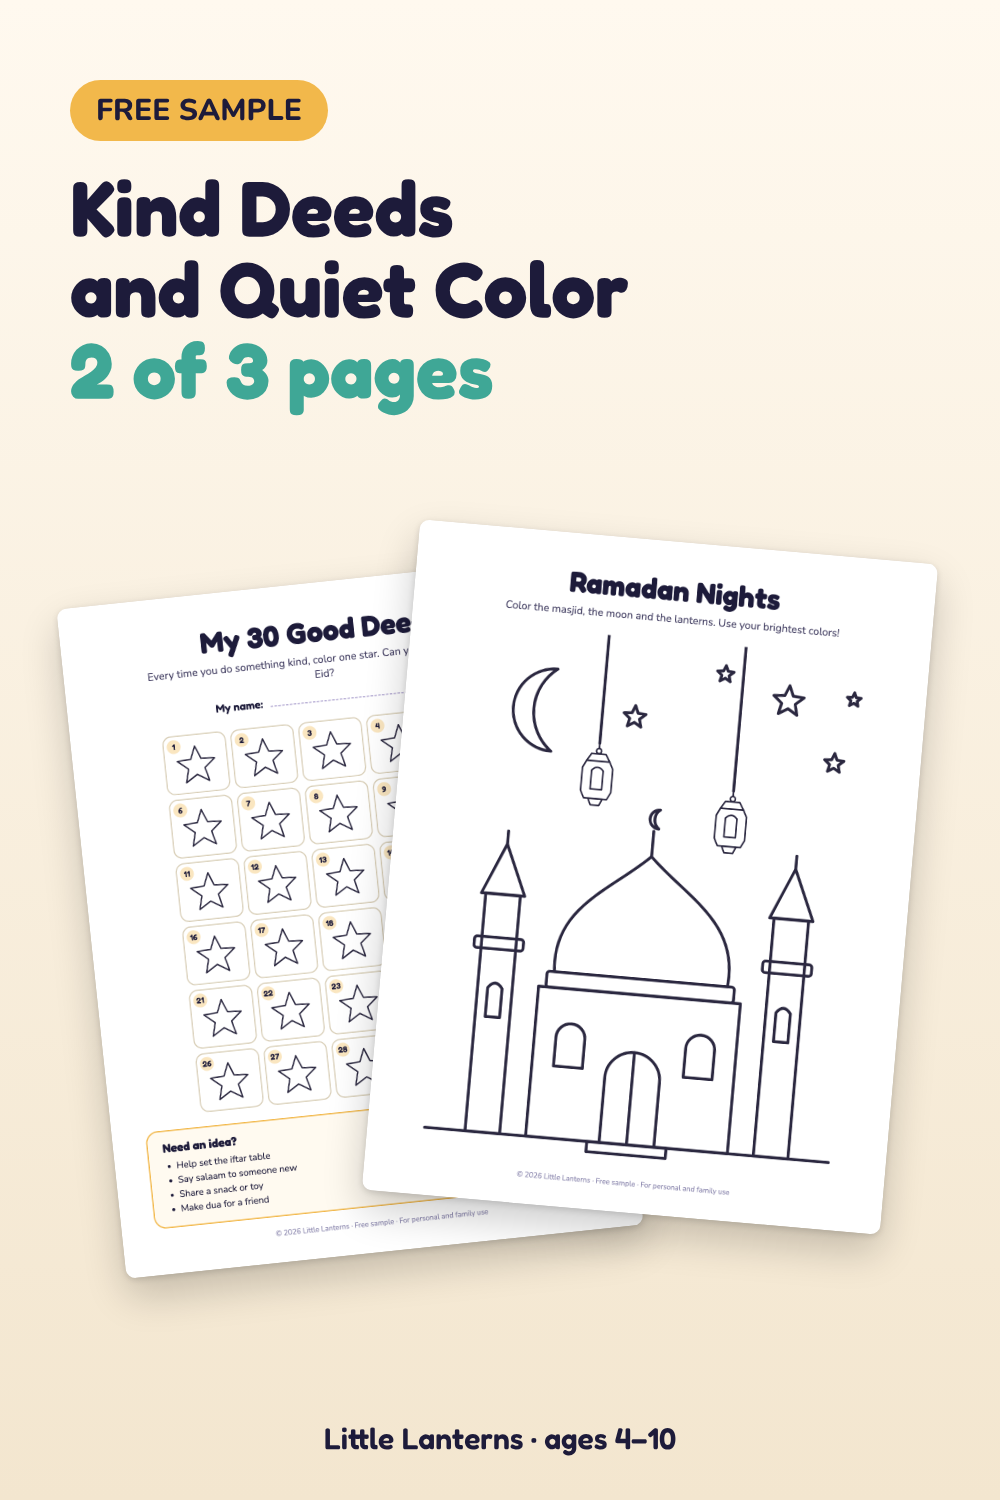 FREE SAMPLE
Kind Deeds
and Quiet Color
2 of 3 pages
My 30 Good
Every time you do something kind, color one star. Can
Eid?
My name:
1
2
3
4
6
7
8
9
11
12
13
16
17
18
21
22
23
26
27
28
Need an idea?
• Help set the iftar table
• Say salaam to someone new
• Share a snack or toy
• Make dua for a friend
© 2026 Little Lanterns · Free sample · For personal and family use
Ramadan Nights
Color the masjid, the moon and the lanterns. Use your brightest colors!
© 2026 Little Lanterns · Free sample · For personal and family use
Little Lanterns · ages 4–10